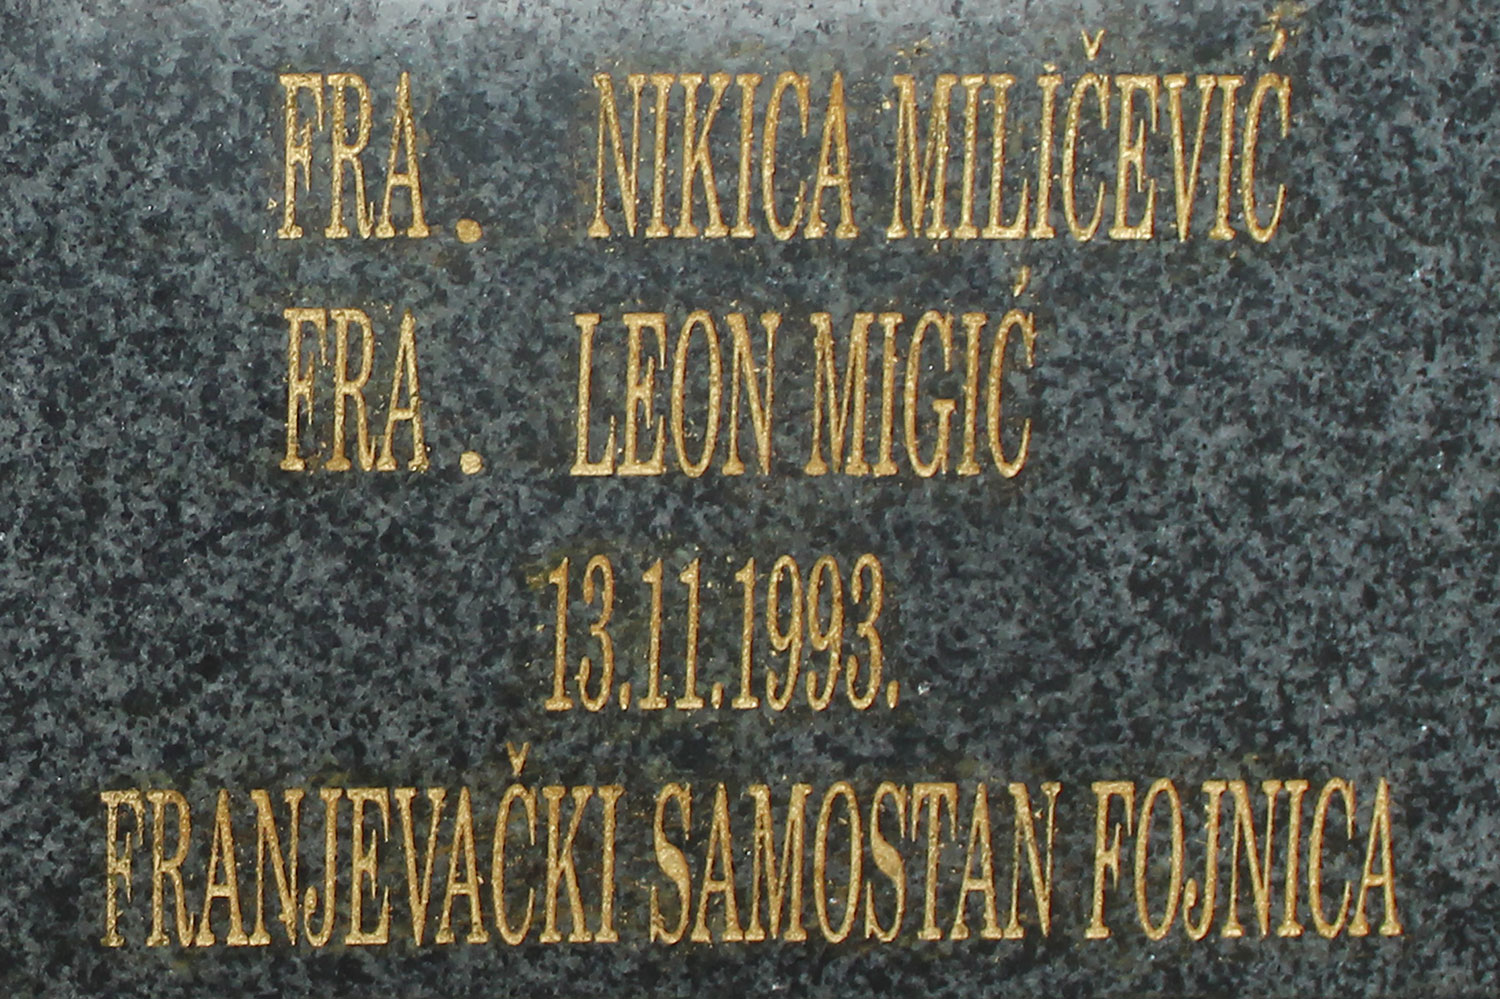 FRA. NIKICA MILIČEVIĆ
FRA. LEON MIGIĆ
13.11.1993.
FRANJEVAČKI SAMOSTAN FOJNICA